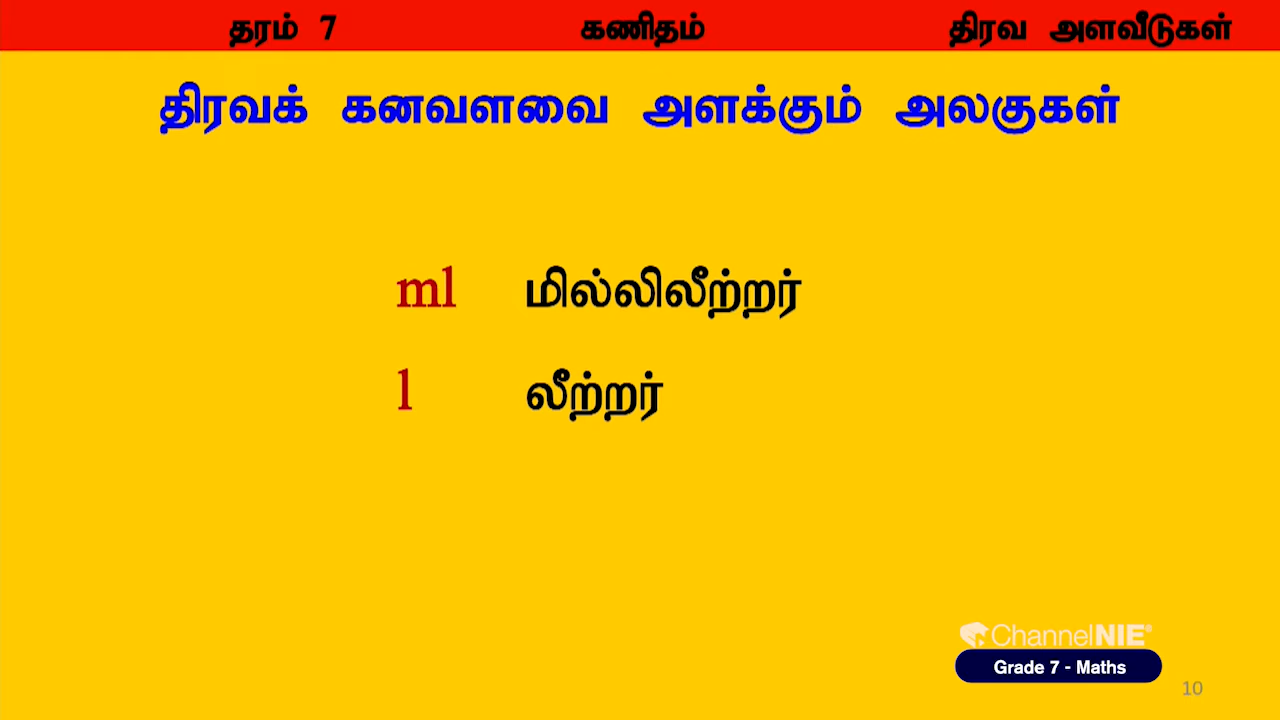 தரம் 7 கணிதம் திரவ அளவீடுகள்
திரவக் கனவளவை அளக்கும் அலகுகள்
ml மில்லிலீற்றர்
l லீற்றர்
ChannelNIE®
Grade 7 - Maths
10